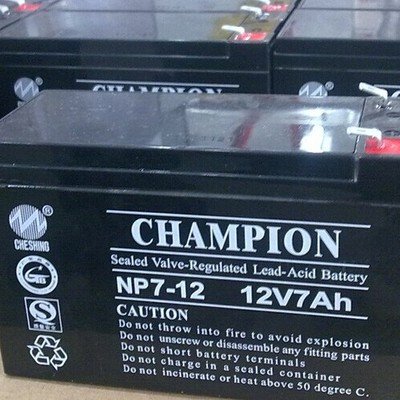 CHAMPION
CHAMPION
CHESHING
Sealed Valve-Regulated Lead-Acid Battery
NP7-12 12V7Ah
CAUTION
Do not throw into fire to avoid explosion
Do not unscrew or disassemble any fitting parts
Do not short battery terminals
Do not charge in a sealed container
Do not incinerate or heat above 50 degree C.